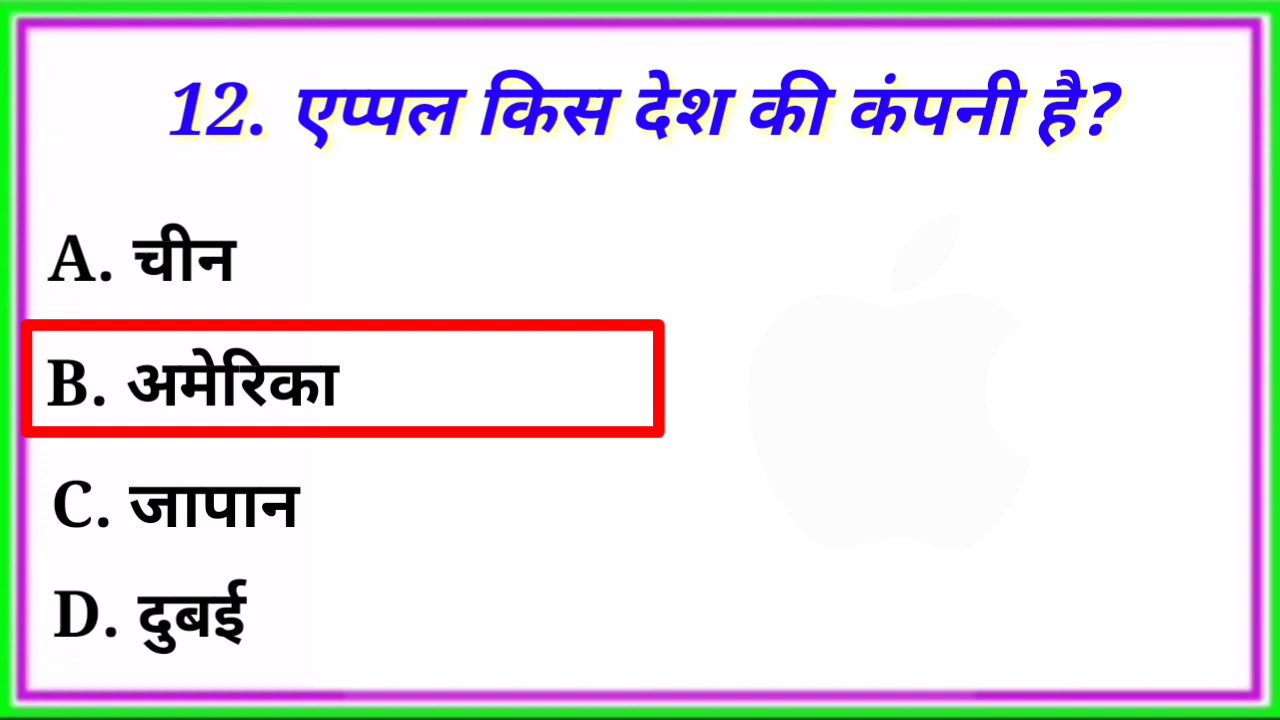 12. एप्पल किस देश की कंपनी है?
A. चीन
B. अमेरिका
C. जापान
D. दुबई